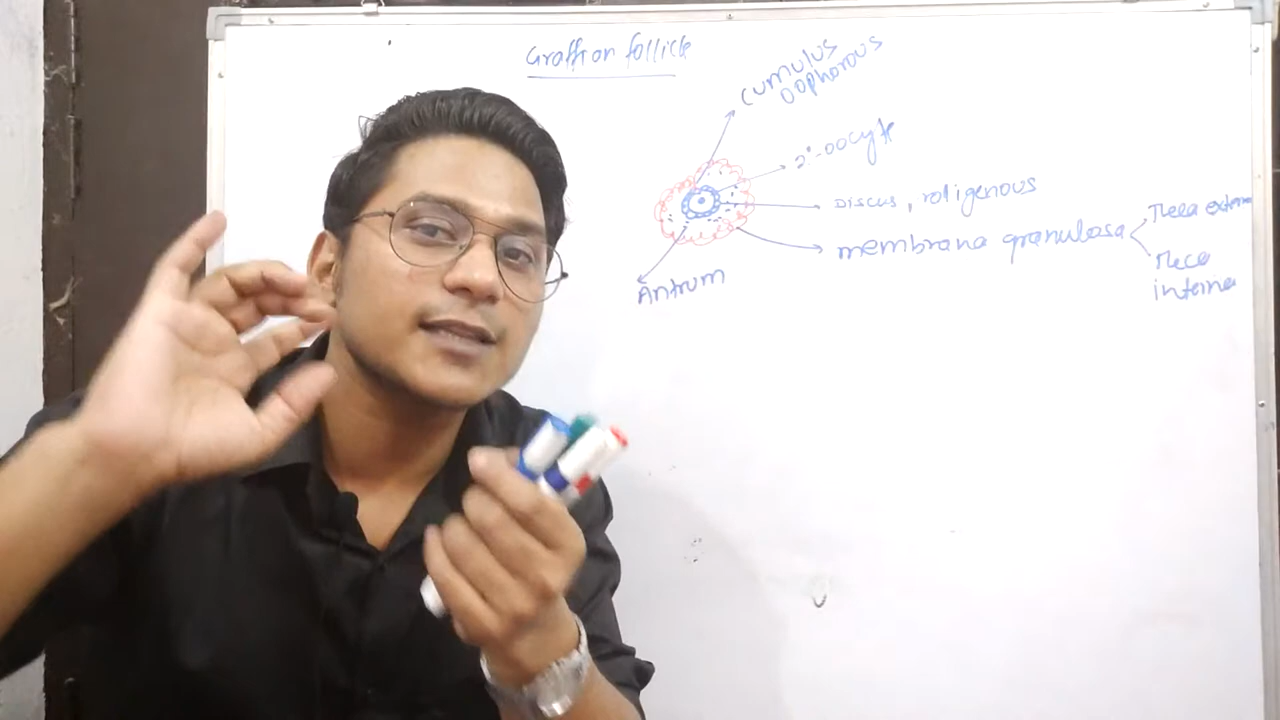 Graffian follicle
cumulus
oophorous
2°-oocyte
Discus, roligenous
membrana granulosa
Theca externa
Theca
interna
Antrum